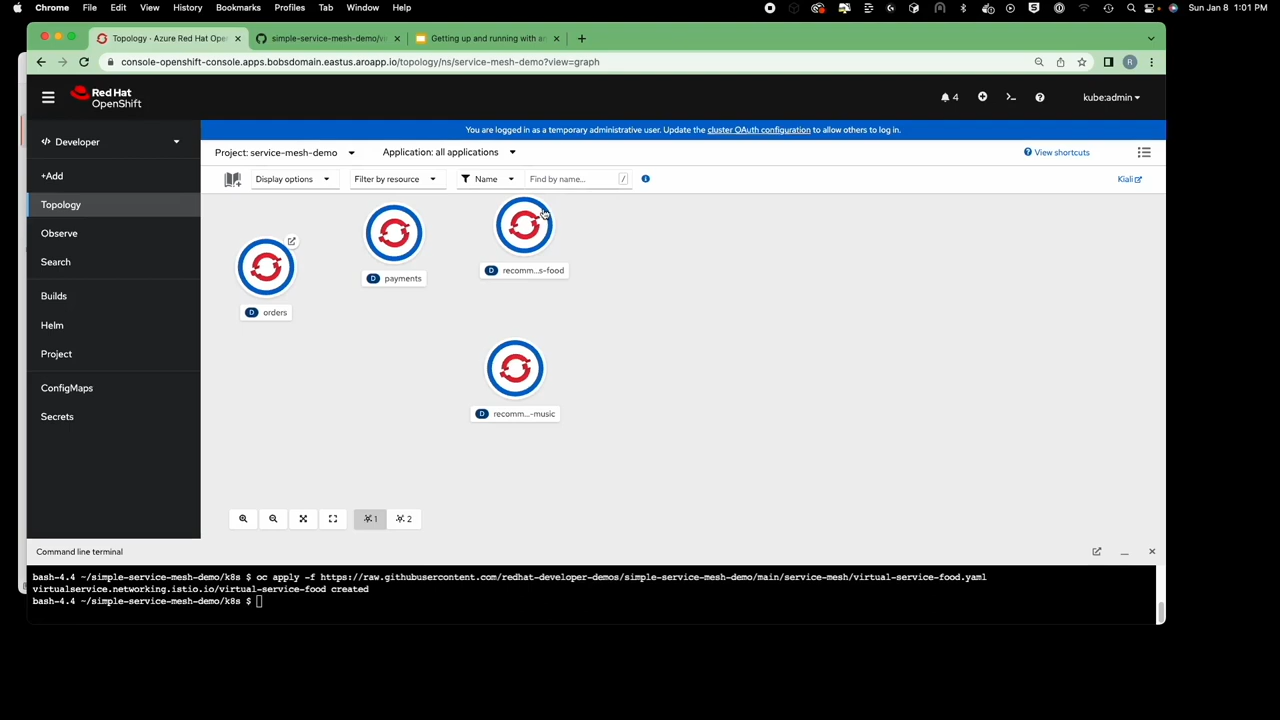 Chrome File Edit View History Bookmarks Profiles Tab Window Help Sun Jan 8 1:01 PM
Topology · Azure Red Hat Ope simple-service-mesh-demo/vi Getting up and running with an
console-openshift-console.apps.bobsdomain.eastus.aroapp.io/topology/ns/service-mesh-demo?view=graph R
Red Hat
OpenShift
4
kube:admin
You are logged in as a temporary administrative user. Update the cluster OAuth configuration to allow others to log in.
</> Developer
Project: service-mesh-demo Application: all applications View shortcuts
+Add
Display options Filter by resource Name Find by name... / Kiali
Topology
Observe
Search
Builds
Helm
Project
ConfigMaps
Secrets
D recomm...s-food
D payments
D orders
D recomm...-music
1 2
Command line terminal
bash-4.4 ~/simple-service-mesh-demo/k8s $ oc apply -f https://raw.githubusercontent.com/redhat-developer-demos/simple-service-mesh-demo/main/service-mesh/virtual-service-food.yaml
virtualservice.networking.istio.io/virtual-service-food created
bash-4.4 ~/simple-service-mesh-demo/k8s $